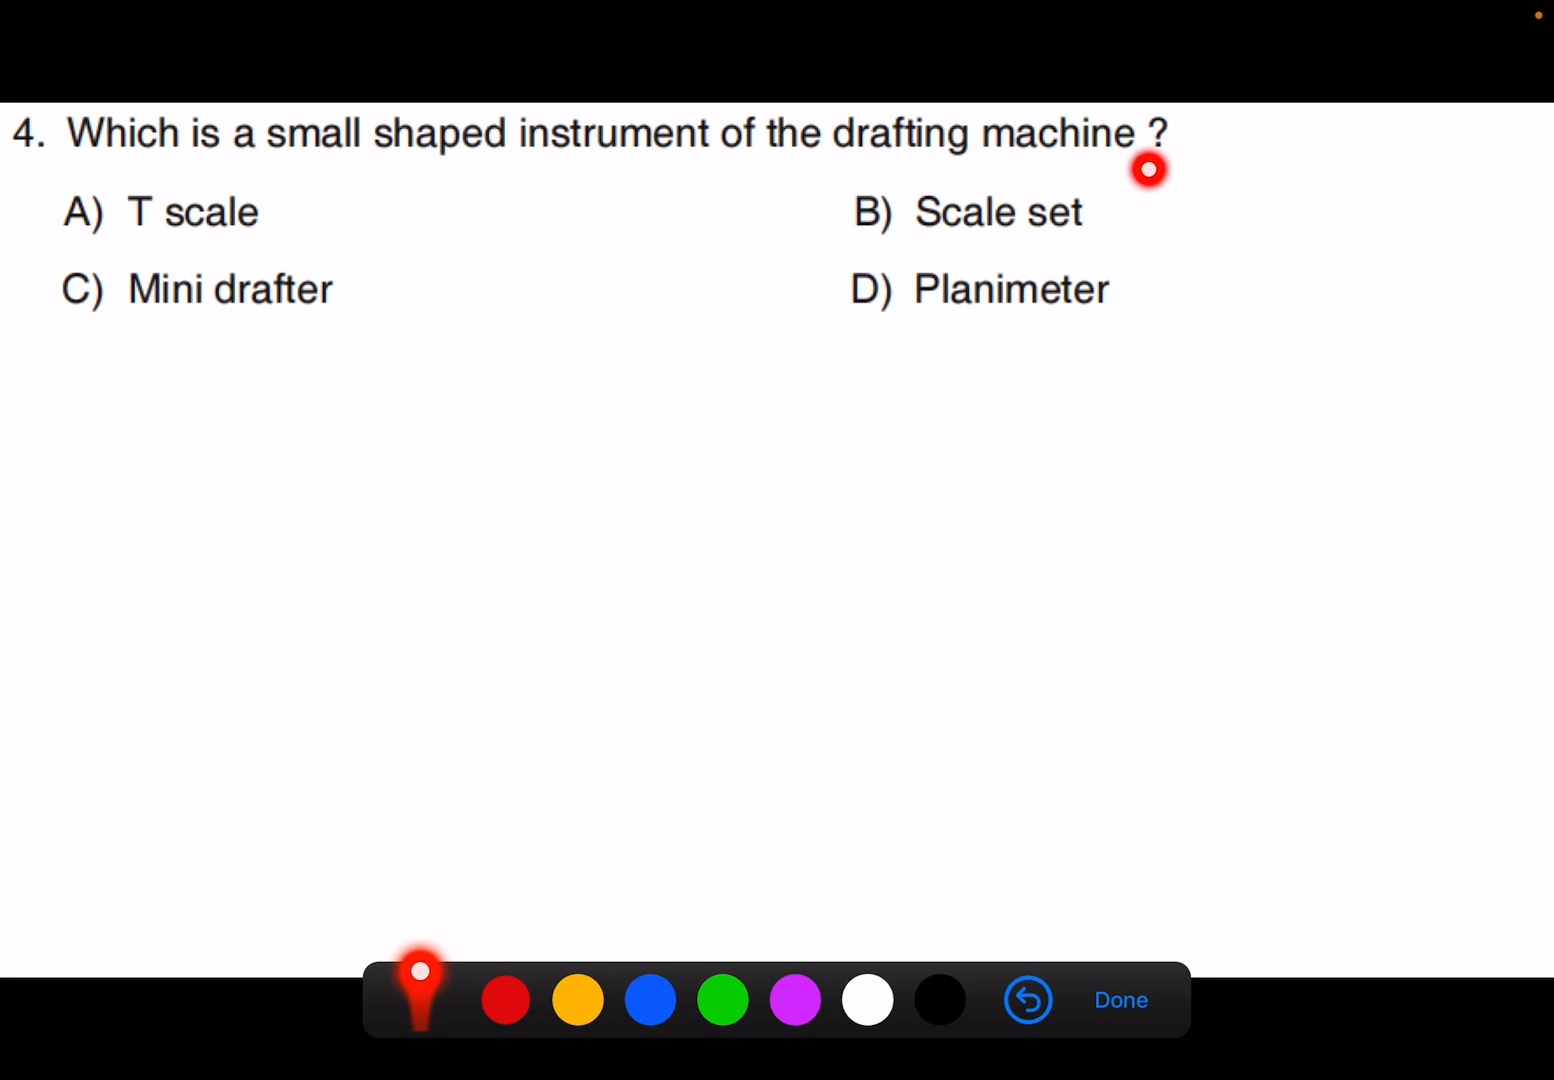 4. Which is a small shaped instrument of the drafting machine ?
A) T scale
B) Scale set
C) Mini drafter
D) Planimeter
Done